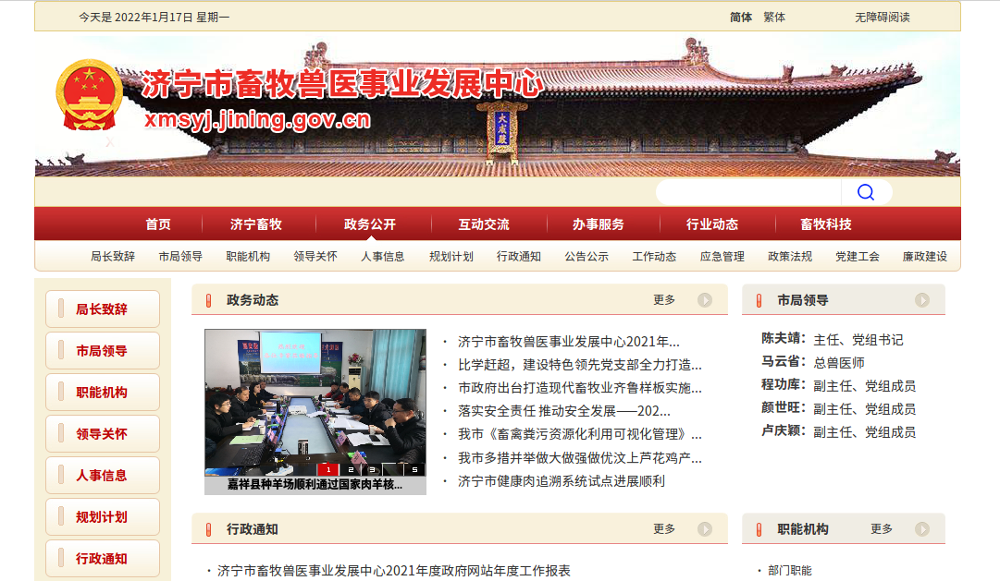 今天是 2022年1月17日 星期一
简体 繁体 无障碍阅读
济宁市畜牧兽医事业发展中心
xmsyj.jining.gov.cn
大成殿
首页 济宁畜牧 政务公开 互动交流 办事服务 行业动态 畜牧科技
局长致辞 市局领导 职能机构 领导关怀 人事信息 规划计划 行政通知 公告公示 工作动态 应急管理 政策法规 党建工会 廉政建设
局长致辞
市局领导
职能机构
领导关怀
人事信息
规划计划
行政通知
政务动态 更多
1 2 3 5
嘉祥县种羊场顺利通过国家肉羊核...
· 济宁市畜牧兽医事业发展中心2021年...
· 比学赶超，建设特色领先党支部全力打造...
· 市政府出台打造现代畜牧业齐鲁样板实施...
· 落实安全责任 推动安全发展——202...
· 我市《畜禽粪污资源化利用可视化管理》...
· 我市多措并举做大做强做优汶上芦花鸡产...
· 济宁市健康肉追溯系统试点进展顺利
市局领导
陈夫靖：主任、党组书记
马云省：总兽医师
程功库：副主任、党组成员
颜世旺：副主任、党组成员
卢庆颖：副主任、党组成员
行政通知 更多
· 济宁市畜牧兽医事业发展中心2021年度政府网站年度工作报表
职能机构 更多
· 部门职能